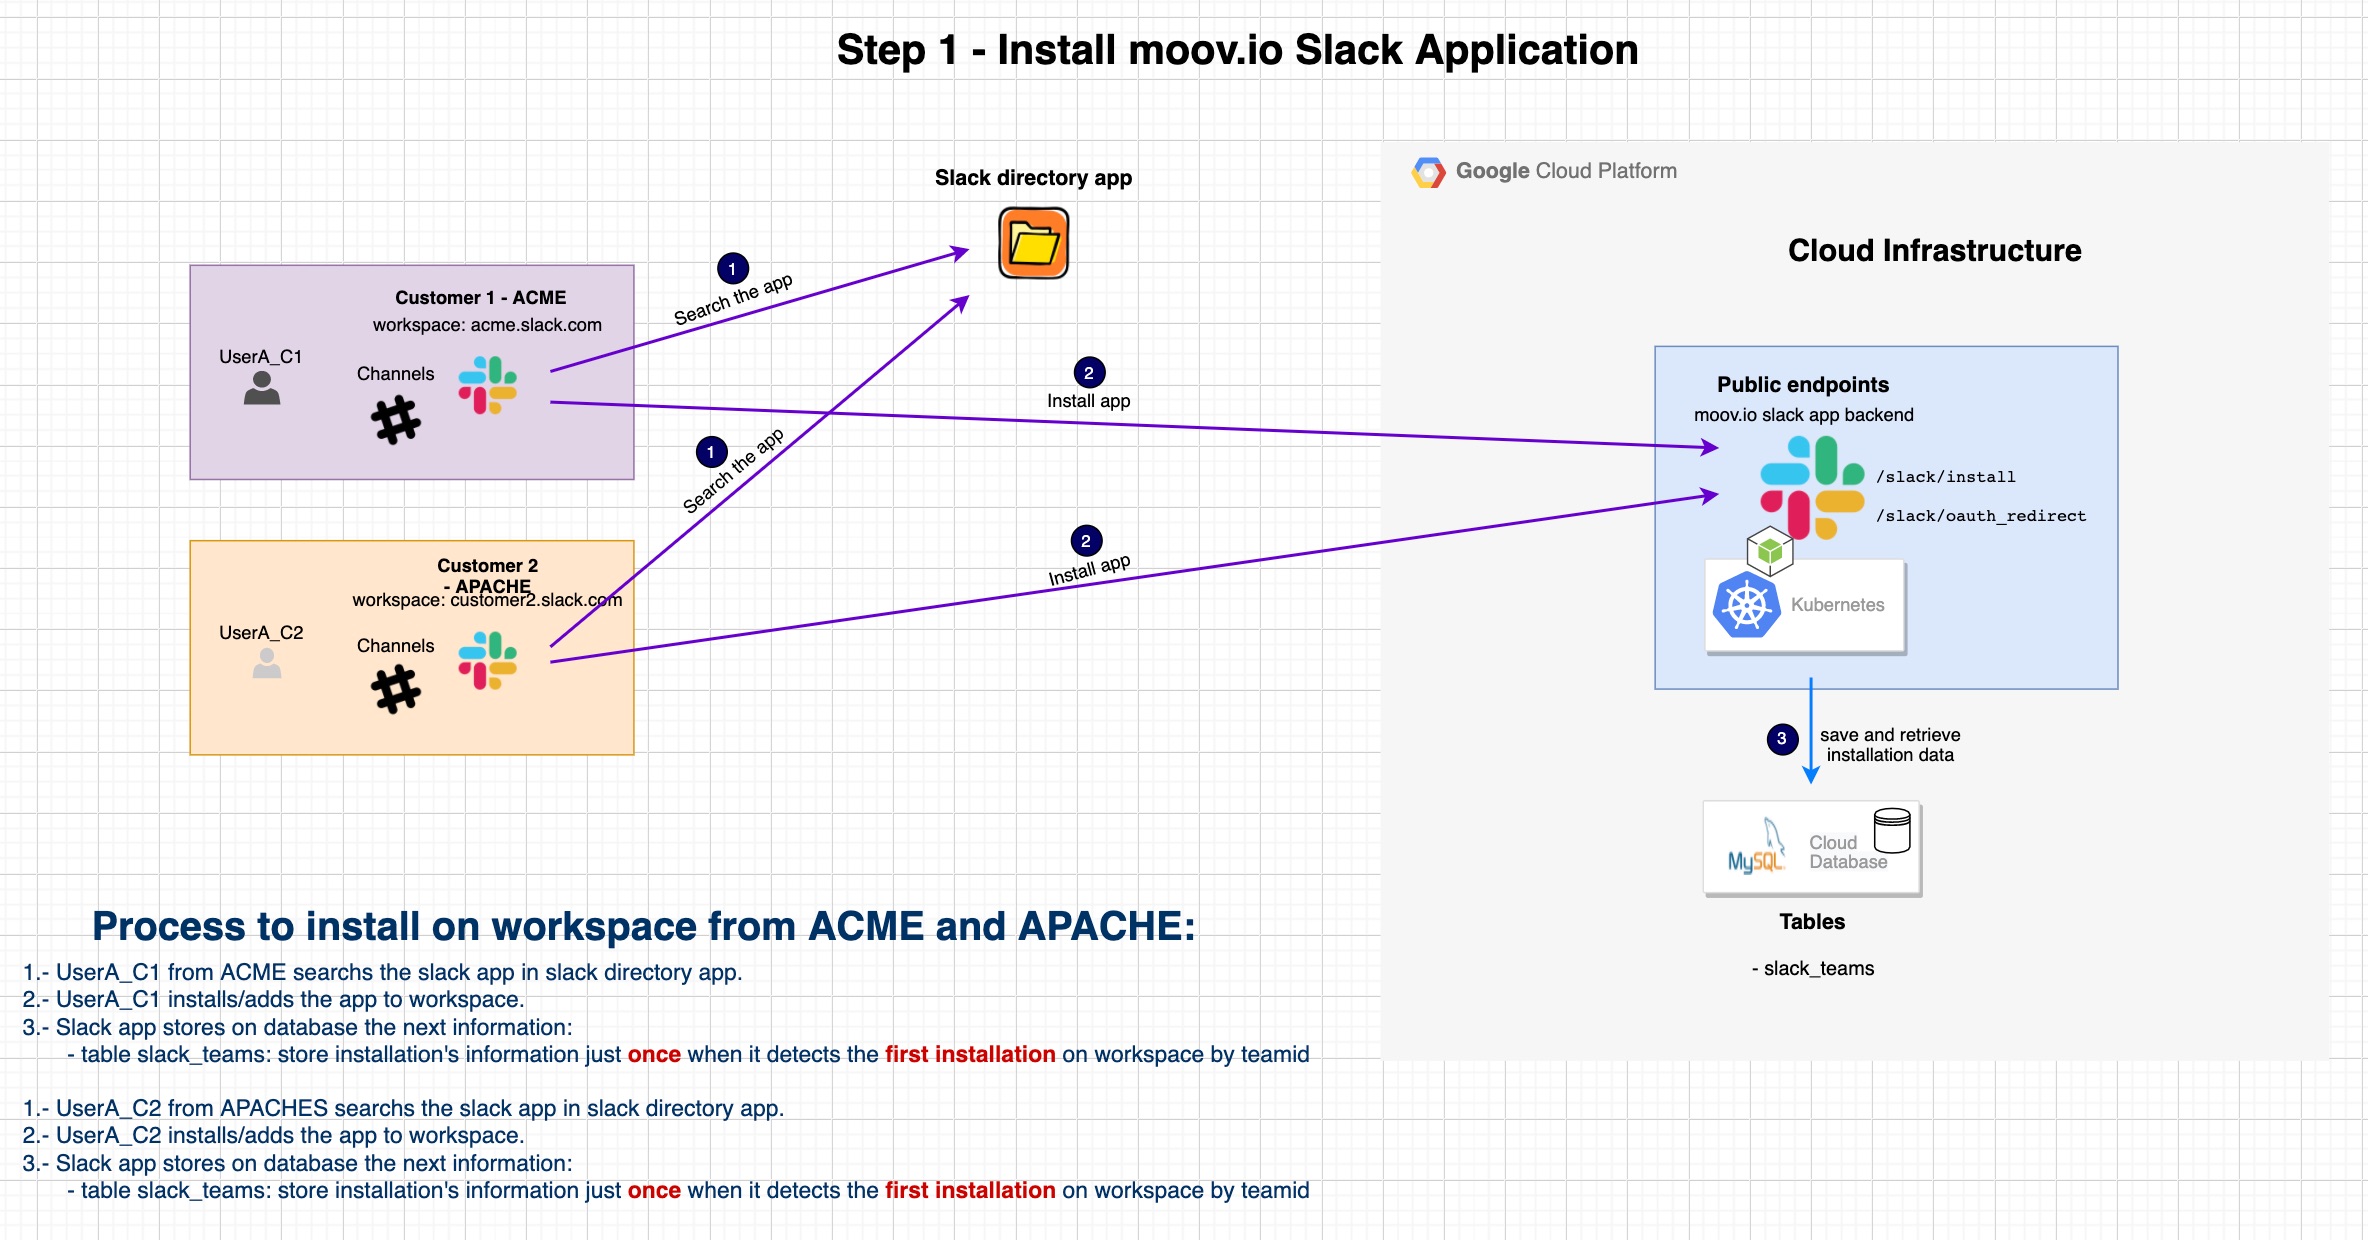 Step 1 - Install moov.io Slack Application
Slack directory app
Google Cloud Platform
Cloud Infrastructure
1
Search the app
Customer 1 - ACME
workspace: acme.slack.com
UserA_C1
Channels
2
Install app
1
Search the app
Public endpoints
moov.io slack app backend
/slack/install
/slack/oauth_redirect
Kubernetes
2
Install app
Customer 2
- APACHE
workspace: customer2.slack.com
UserA_C2
Channels
3
save and retrieve
installation data
MySQL
Cloud
Database
Tables
- slack_teams
Process to install on workspace from ACME and APACHE:
1.- UserA_C1 from ACME searchs the slack app in slack directory app.
2.- UserA_C1 installs/adds the app to workspace.
3.- Slack app stores on database the next information:
- table slack_teams: store installation's information just once when it detects the first installation on workspace by teamid
1.- UserA_C2 from APACHES searchs the slack app in slack directory app.
2.- UserA_C2 installs/adds the app to workspace.
3.- Slack app stores on database the next information:
- table slack_teams: store installation's information just once when it detects the first installation on workspace by teamid